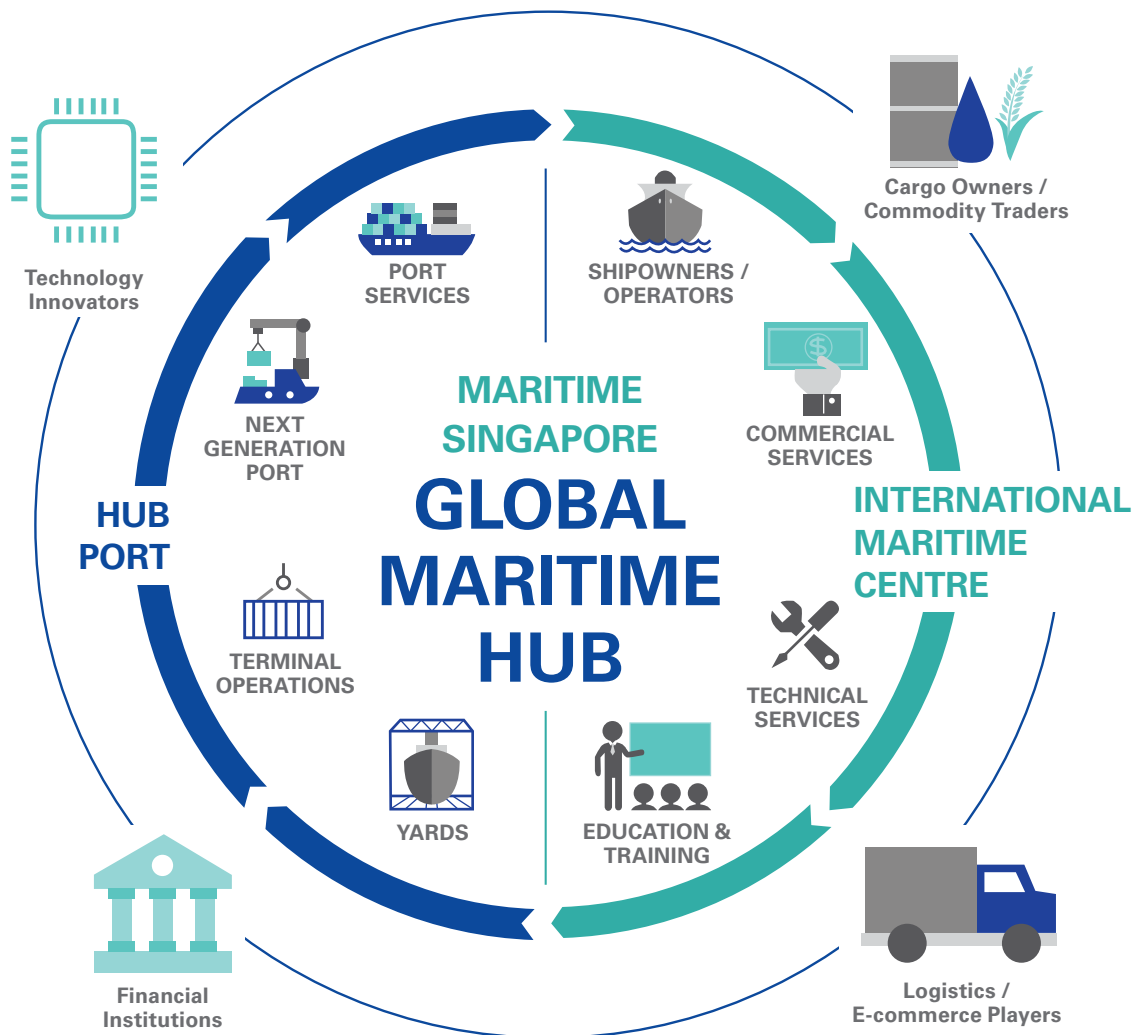 Technology
Innovators
Cargo Owners /
Commodity Traders
PORT
SERVICES
SHIPOWNERS /
OPERATORS
NEXT
GENERATION
PORT
$
COMMERCIAL
SERVICES
MARITIME
SINGAPORE
GLOBAL
MARITIME
HUB
HUB
PORT
INTERNATIONAL
MARITIME
CENTRE
TERMINAL
OPERATIONS
TECHNICAL
SERVICES
YARDS
EDUCATION &
TRAINING
Financial
Institutions
Logistics /
E-commerce Players